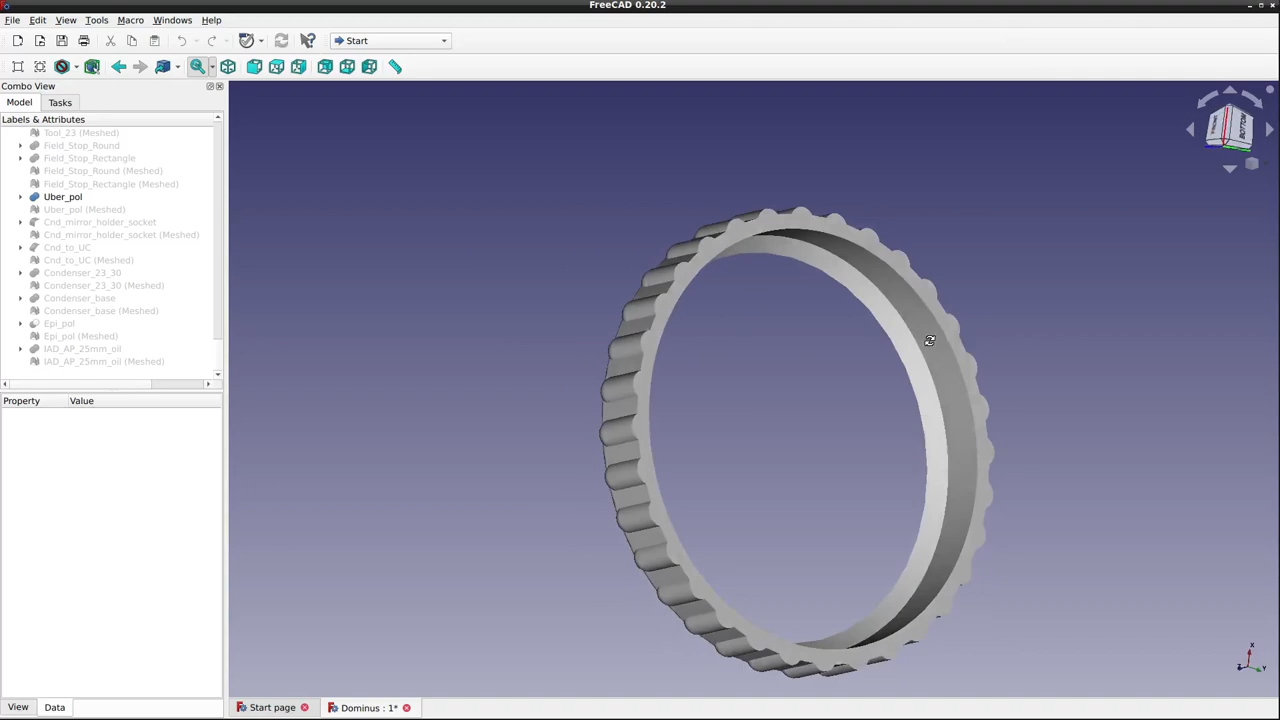 FreeCAD 0.20.2
File Edit View Tools Macro Windows Help
Start
Combo View
Model Tasks
Labels & Attributes
Tool_23 (Meshed)
Field_Stop_Round
Field_Stop_Rectangle
Field_Stop_Round (Meshed)
Field_Stop_Rectangle (Meshed)
Uber_pol
Uber_pol (Meshed)
Cnd_mirror_holder_socket
Cnd_mirror_holder_socket (Meshed)
Cnd_to_UC
Cnd_to_UC (Meshed)
Condenser_23_30
Condenser_23_30 (Meshed)
Condenser_base
Condenser_base (Meshed)
Epi_pol
Epi_pol (Meshed)
IAD_AP_25mm_oil
IAD_AP_25mm_oil (Meshed)
Property Value
BOTTOM
X
Z Y
View Data
Start page
Dominus : 1*